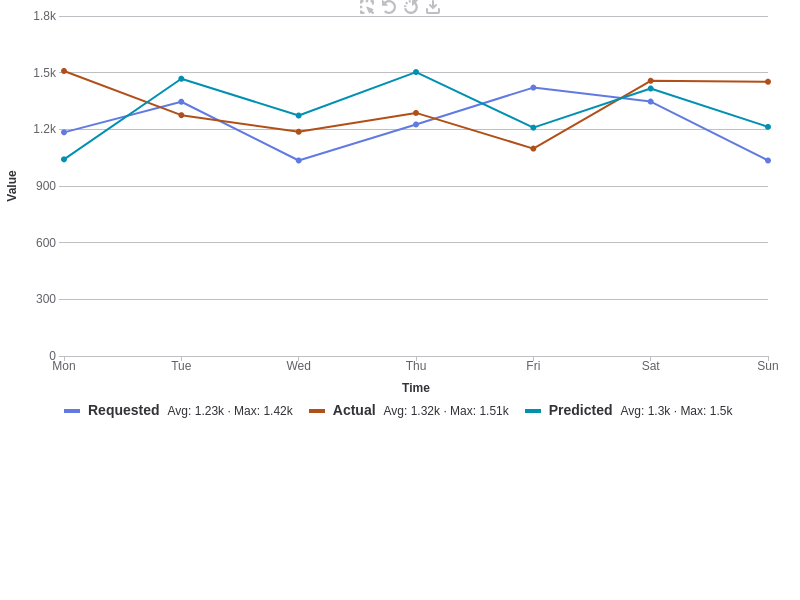 1.8k
1.5k
1.2k
900
600
300
0
Value
Mon Tue Wed Thu Fri Sat Sun
Time
Requested Avg: 1.23k · Max: 1.42k Actual Avg: 1.32k · Max: 1.51k Predicted Avg: 1.3k · Max: 1.5k